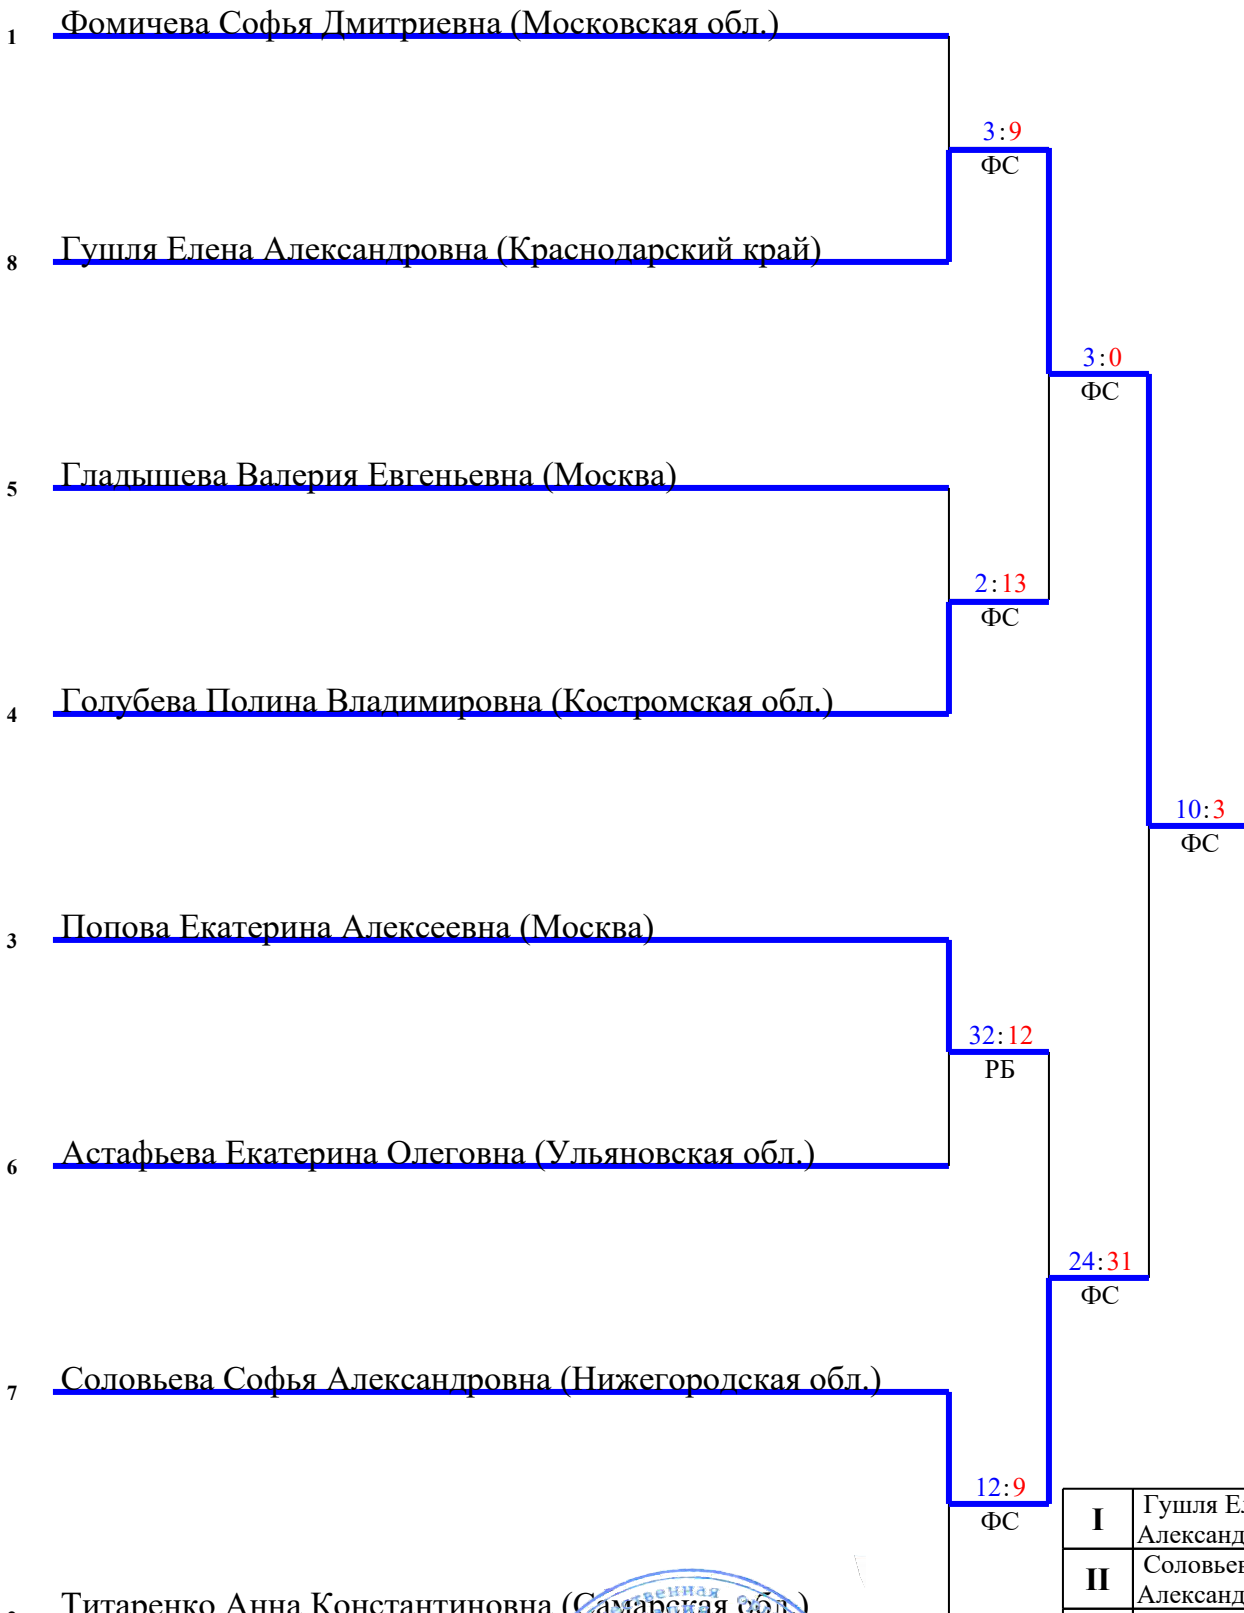 1 Фомичева Софья Дмитриевна (Московская обл.)
3:9
ФС
8 Гушля Елена Александровна (Краснодарский край)
3:0
ФС
5 Гладышева Валерия Евгеньевна (Москва)
2:13
ФС
4 Голубева Полина Владимировна (Костромская обл.)
10:3
ФС
3 Попова Екатерина Алексеевна (Москва)
32:12
РБ
6 Астафьева Екатерина Олеговна (Ульяновская обл.)
24:31
ФС
7 Соловьева Софья Александровна (Нижегородская обл.)
12:9
ФС
I Гушля Ел
Александ
II Соловьев
Александ
Титаренко Анна Константиновна (Самарская обл.)